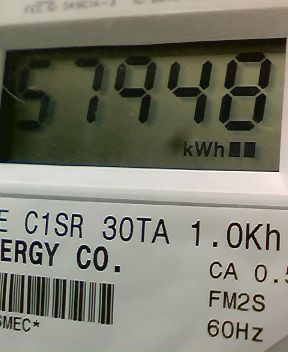 57948
kWh
E C1SR 30TA 1.0Kh
ERGY CO.
CA 0.5
FM2S
60Hz
SMEC*